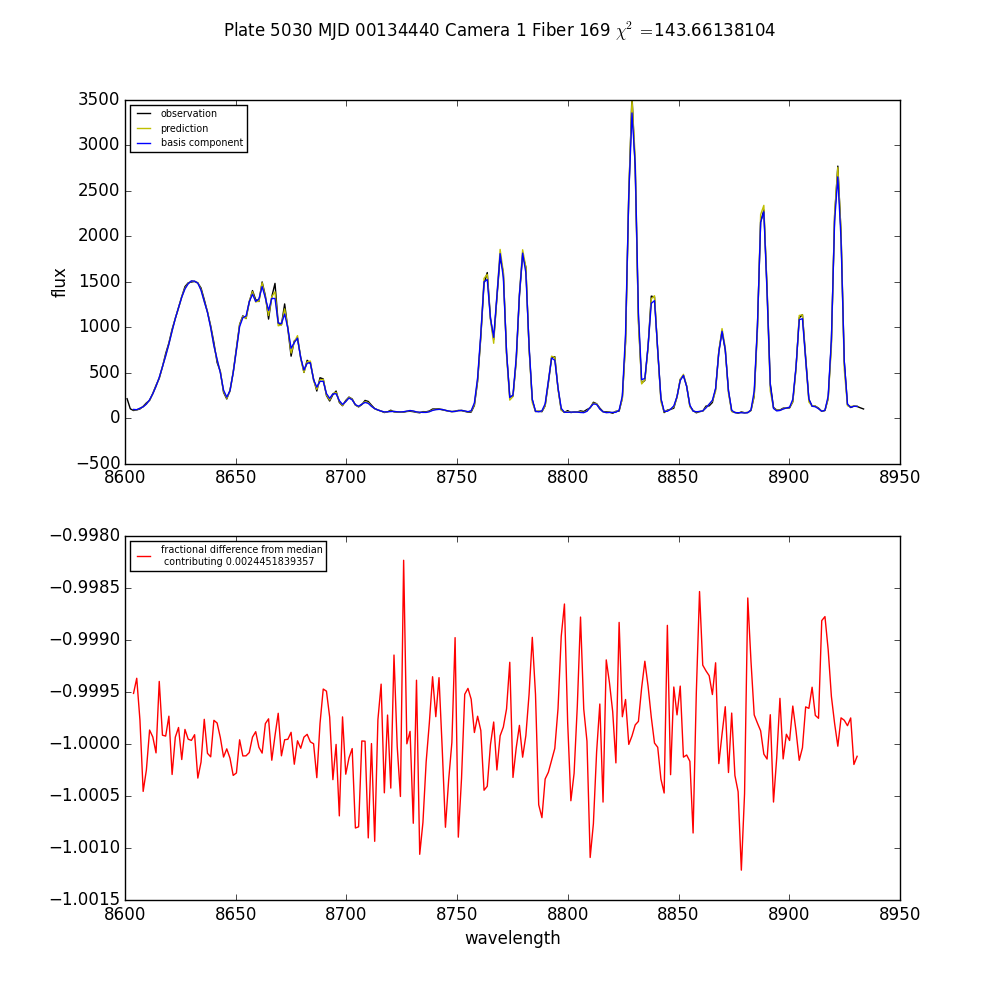 Plate 5030 MJD 00134440 Camera 1 Fiber 169 χ² =143.66138104
3500
3000
2500
2000
1500
1000
500
0
−500
flux
observation
prediction
basis component
8600 8650 8700 8750 8800 8850 8900 8950
−0.9980
−0.9985
−0.9990
−0.9995
−1.0000
−1.0005
−1.0010
−1.0015
fractional difference from median
contributing 0.0024451839357
8600 8650 8700 8750 8800 8850 8900 8950
wavelength